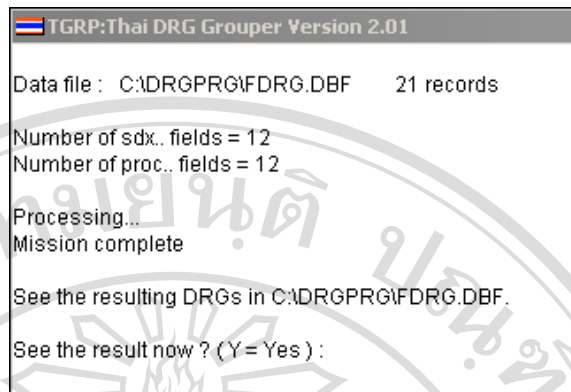 TGRP:Thai DRG Grouper Version 2.01
Data file : C:\DRGPRG\FDRG.DBF 21 records
Number of sdx.. fields = 12
Number of proc.. fields = 12
Processing...
Mission complete
See the resulting DRGs in C:\DRGPRG\FDRG.DBF.
See the result now ? ( Y = Yes ) :